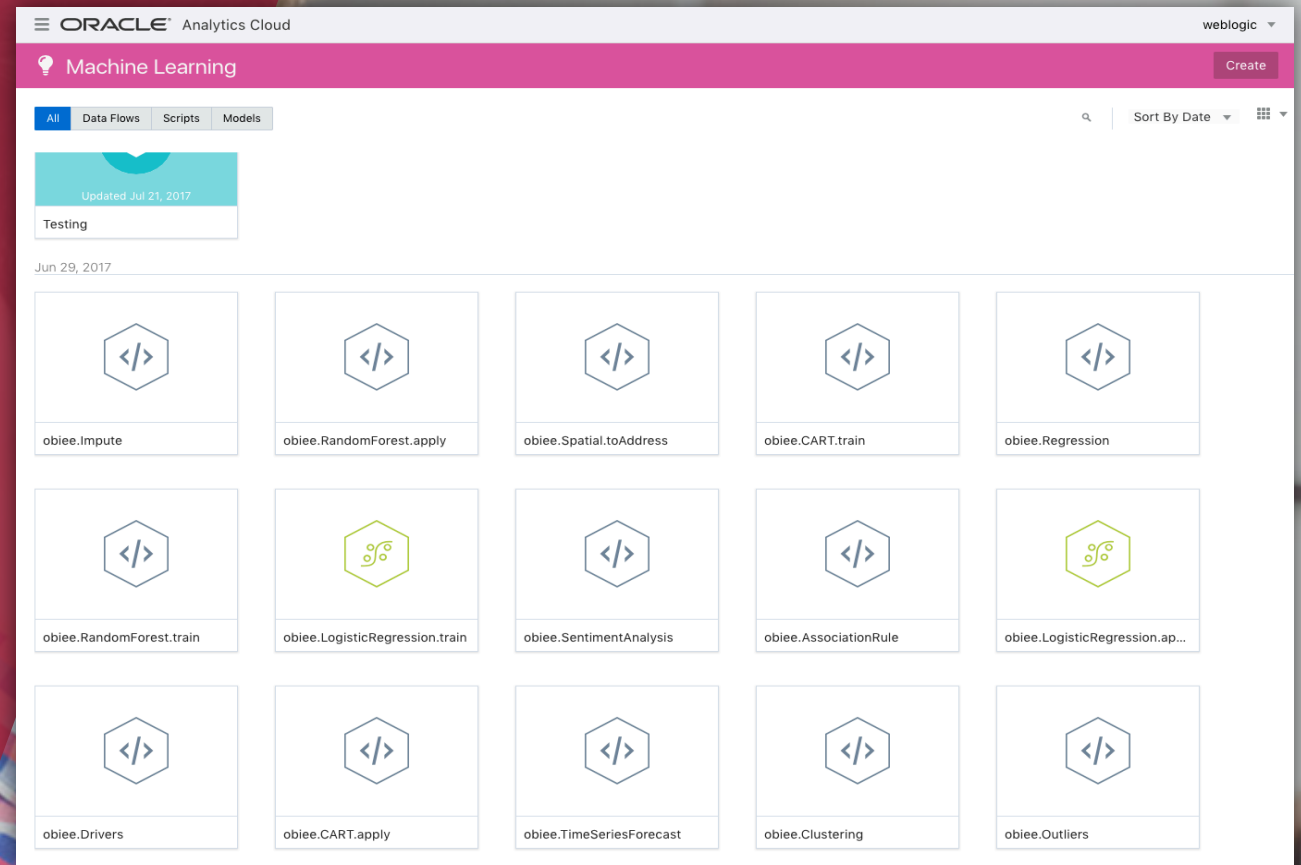 ORACLE® Analytics Cloud weblogic
Machine Learning Create
All Data Flows Scripts Models Sort By Date
Updated Jul 21, 2017
Testing
Jun 29, 2017
</>
</>
</>
</>
</>
obiee.Impute obiee.RandomForest.apply obiee.Spatial.toAddress obiee.CART.train obiee.Regression
</>
</>
</>
obiee.RandomForest.train obiee.LogisticRegression.train obiee.SentimentAnalysis obiee.AssociationRule obiee.LogisticRegression.ap...
</>
</>
</>
</>
</>
obiee.Drivers obiee.CART.apply obiee.TimeSeriesForecast obiee.Clustering obiee.Outliers